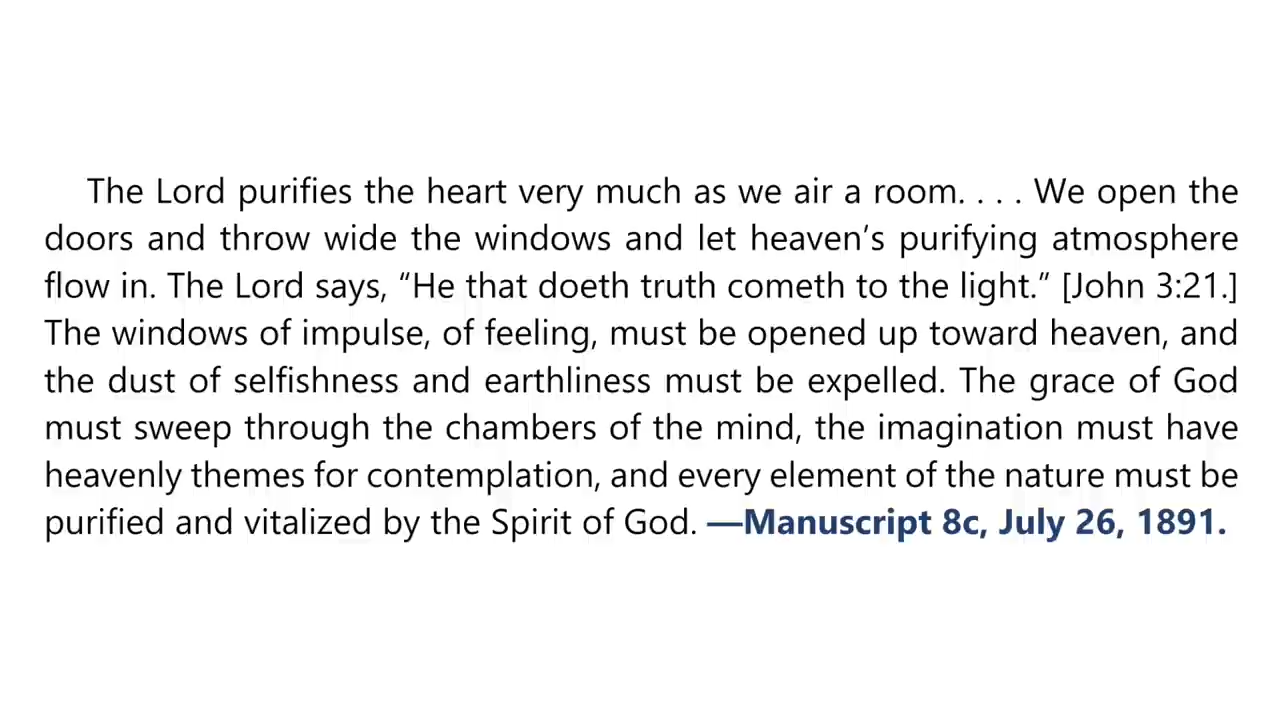 The Lord purifies the heart very much as we air a room. . . . We open the
doors and throw wide the windows and let heaven’s purifying atmosphere
flow in. The Lord says, “He that doeth truth cometh to the light.” [John 3:21.]
The windows of impulse, of feeling, must be opened up toward heaven, and
the dust of selfishness and earthliness must be expelled. The grace of God
must sweep through the chambers of the mind, the imagination must have
heavenly themes for contemplation, and every element of the nature must be
purified and vitalized by the Spirit of God. —Manuscript 8c, July 26, 1891.